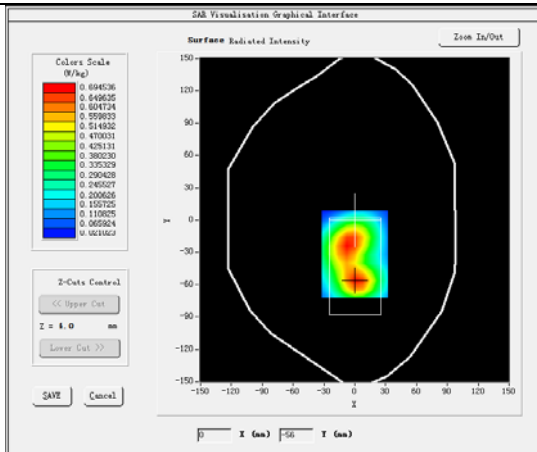 SAR Visualisation Graphical Interface
Surface Radiated Intensity
Zoom In/Out
Colors Scale
(W/kg)
0.694536
0.649635
0.604734
0.559833
0.514932
0.470031
0.425131
0.380230
0.335329
0.290428
0.245527
0.200626
0.155725
0.110825
0.065924
0.021023
Z-Cuts Control
<< Upper Cut
Z = 4.0 mm
Lower Cut >>
SAVE
Cancel
150
120
90
60
30
0
-30
-60
-90
-120
-150
Y
-150 -120 -90 -60 -30 0 30 60 90 120 150
X
0 X (mm) -56 Y (mm)